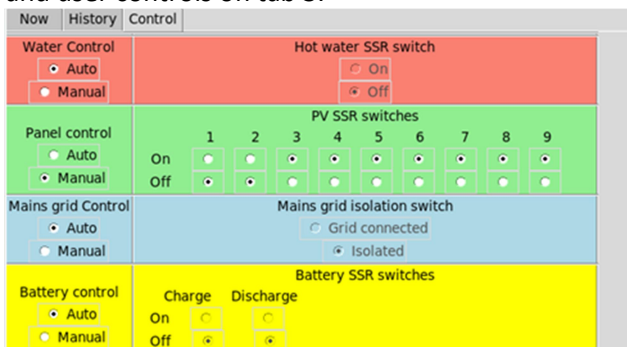 and user controls on tab 3.
Now History Control
Water Control Hot water SSR switch
Auto On
Manual Off
PV SSR switches
Panel control 1 2 3 4 5 6 7 8 9
Auto On
Manual Off
Mains grid Control Mains grid isolation switch
Auto Grid connected
Manual Isolated
Battery SSR switches
Battery control Charge Discharge
Auto On
Manual Off